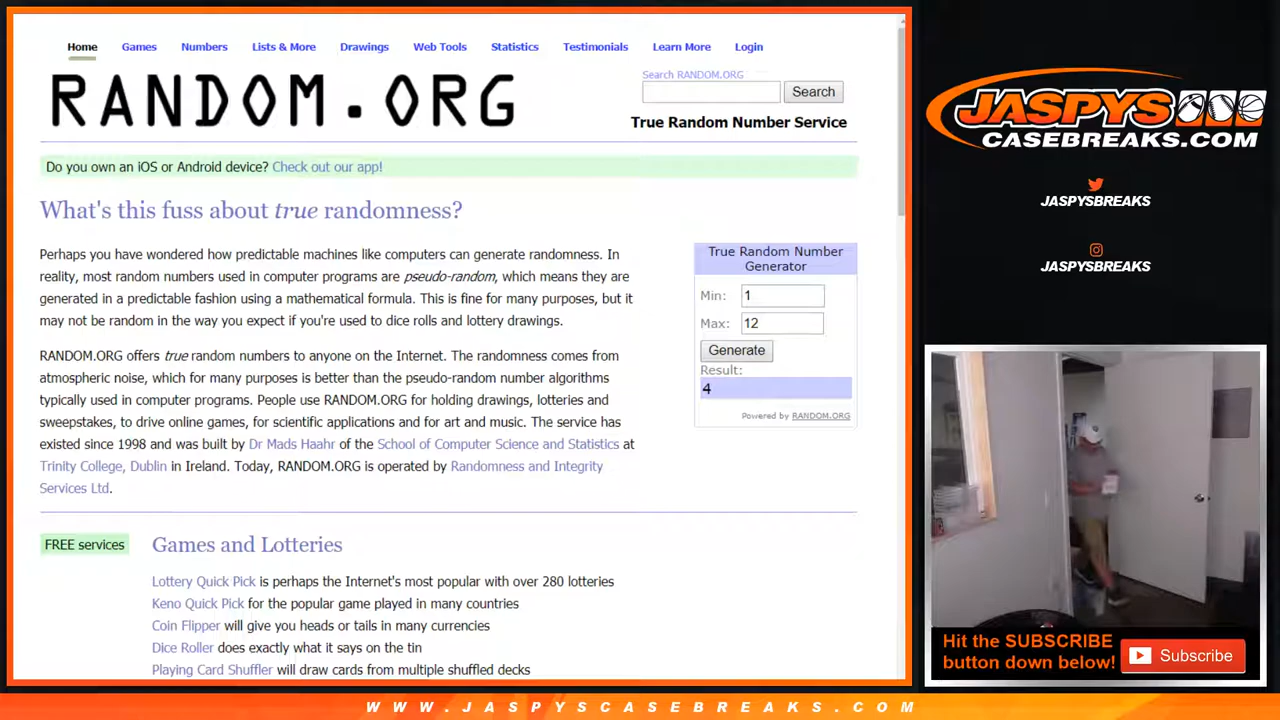 Home Games Numbers Lists & More Drawings Web Tools Statistics Testimonials Learn More Login
RANDOM.ORG
Search RANDOM.ORG
Search
True Random Number Service
Do you own an iOS or Android device? Check out our app!
What's this fuss about true randomness?
Perhaps you have wondered how predictable machines like computers can generate randomness. In
reality, most random numbers used in computer programs are pseudo-random, which means they are
generated in a predictable fashion using a mathematical formula. This is fine for many purposes, but it
may not be random in the way you expect if you're used to dice rolls and lottery drawings.
RANDOM.ORG offers true random numbers to anyone on the Internet. The randomness comes from
atmospheric noise, which for many purposes is better than the pseudo-random number algorithms
typically used in computer programs. People use RANDOM.ORG for holding drawings, lotteries and
sweepstakes, to drive online games, for scientific applications and for art and music. The service has
existed since 1998 and was built by Dr Mads Haahr of the School of Computer Science and Statistics at
Trinity College, Dublin in Ireland. Today, RANDOM.ORG is operated by Randomness and Integrity
Services Ltd.
True Random Number
Generator
Min: 1
Max: 12
Generate
Result:
4
Powered by RANDOM.ORG
FREE services
Games and Lotteries
Lottery Quick Pick is perhaps the Internet's most popular with over 280 lotteries
Keno Quick Pick for the popular game played in many countries
Coin Flipper will give you heads or tails in many currencies
Dice Roller does exactly what it says on the tin
Playing Card Shuffler will draw cards from multiple shuffled decks
JASPYS
CASEBREAKS.COM
JASPYSBREAKS
JASPYSBREAKS
Hit the SUBSCRIBE
button down below!
Subscribe
WWW.JASPYSCASEBREAKS.COM